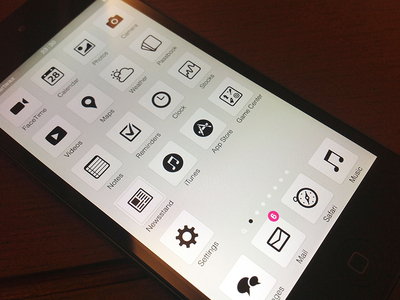 FaceTime
28
Calendar
Photos
Camera
Videos
Maps
Weather
Passbook
Notes
Reminders
Clock
Stocks
Newsstand
iTunes
App Store
Game Center
Settings
ages
6
Mail
Safari
Music